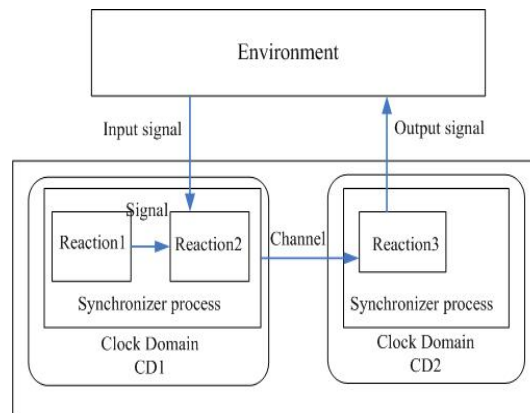 Environment
Input signal
Output signal
Signal
Reaction1
Reaction2
Channel
Reaction3
Synchronizer process
Synchronizer process
Clock Domain
CD1
Clock Domain
CD2